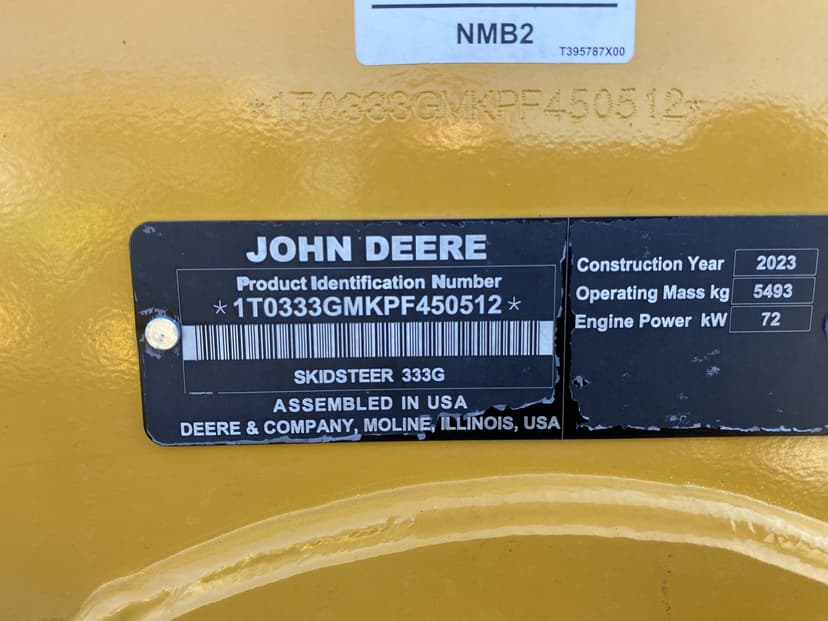 NMB2
T395787X00
*1T0333GMKPF450512*
JOHN DEERE
Product Identification Number
*1T0333GMKPF450512*
SKIDSTEER 333G
ASSEMBLED IN USA
DEERE & COMPANY, MOLINE, ILLINOIS, USA
Construction Year 2023
Operating Mass kg 5493
Engine Power kW 72